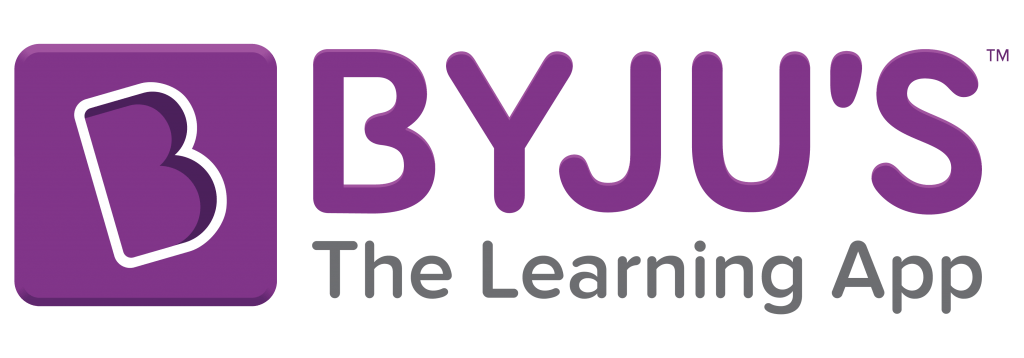 B
BYJU'S™
The Learning App